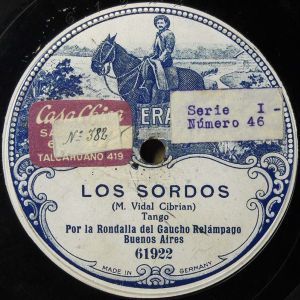 ERA
Casa China
SA
Nº 382
TALCAHUANO 419
Serie I -
Número 46
LOS SORDOS
(M. Vidal Cibrian)
Tango
Por la Rondalla del Gaucho Relámpago
Buenos Aires
61922
MADE IN GERMANY